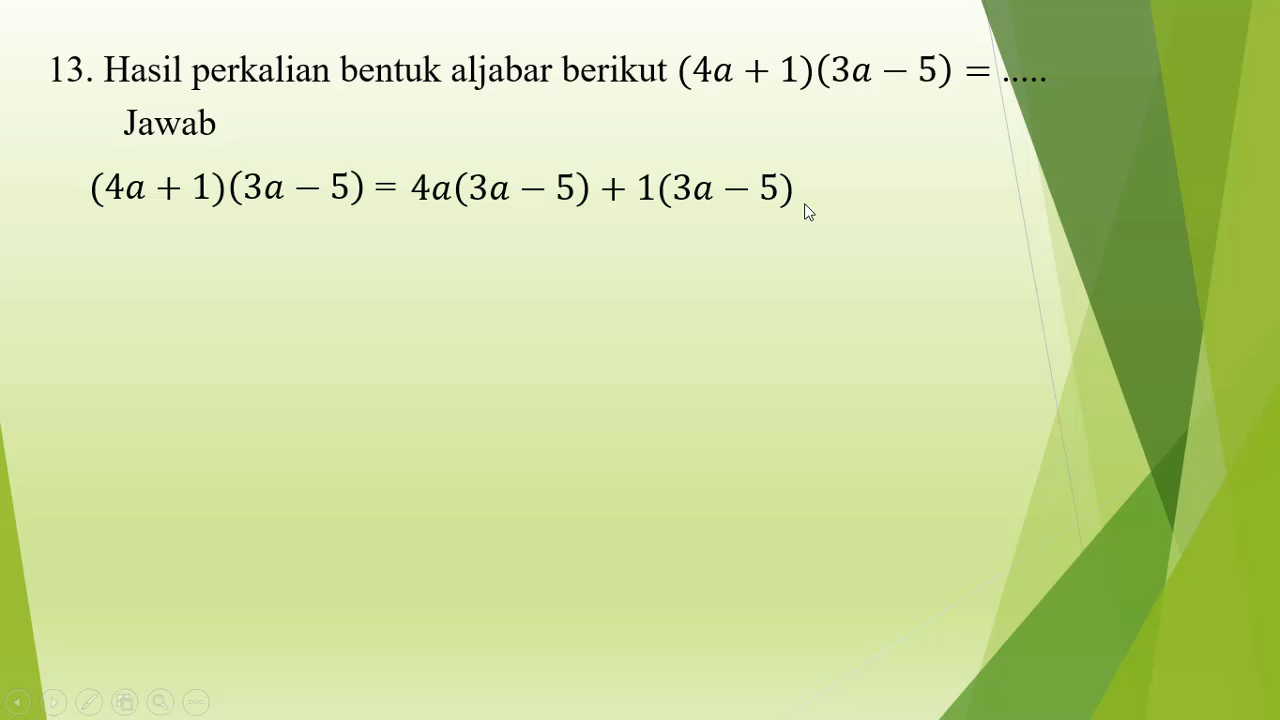 13. Hasil perkalian bentuk aljabar berikut (4𝑎 + 1)(3𝑎 − 5) = .....
Jawab
(4𝑎 + 1)(3𝑎 − 5) = 4𝑎(3𝑎 − 5) + 1(3𝑎 − 5)